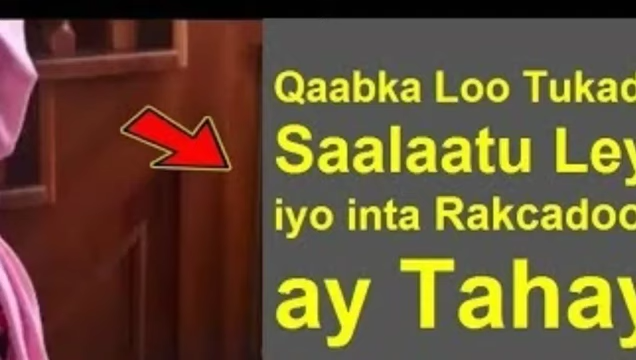 Qaabka Loo Tukad
Saalaatu Ley
iyo inta Rakcadoo
ay Tahay